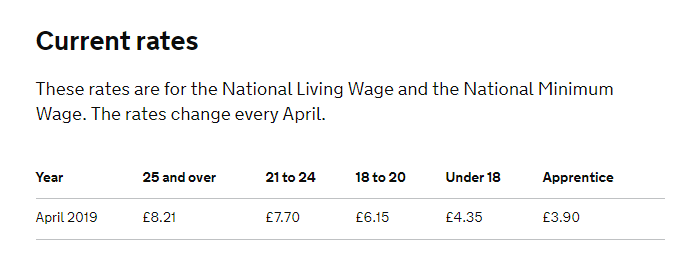 Current rates
These rates are for the National Living Wage and the National Minimum
Wage. The rates change every April.
Year 25 and over 21 to 24 18 to 20 Under 18 Apprentice
April 2019 £8.21 £7.70 £6.15 £4.35 £3.90